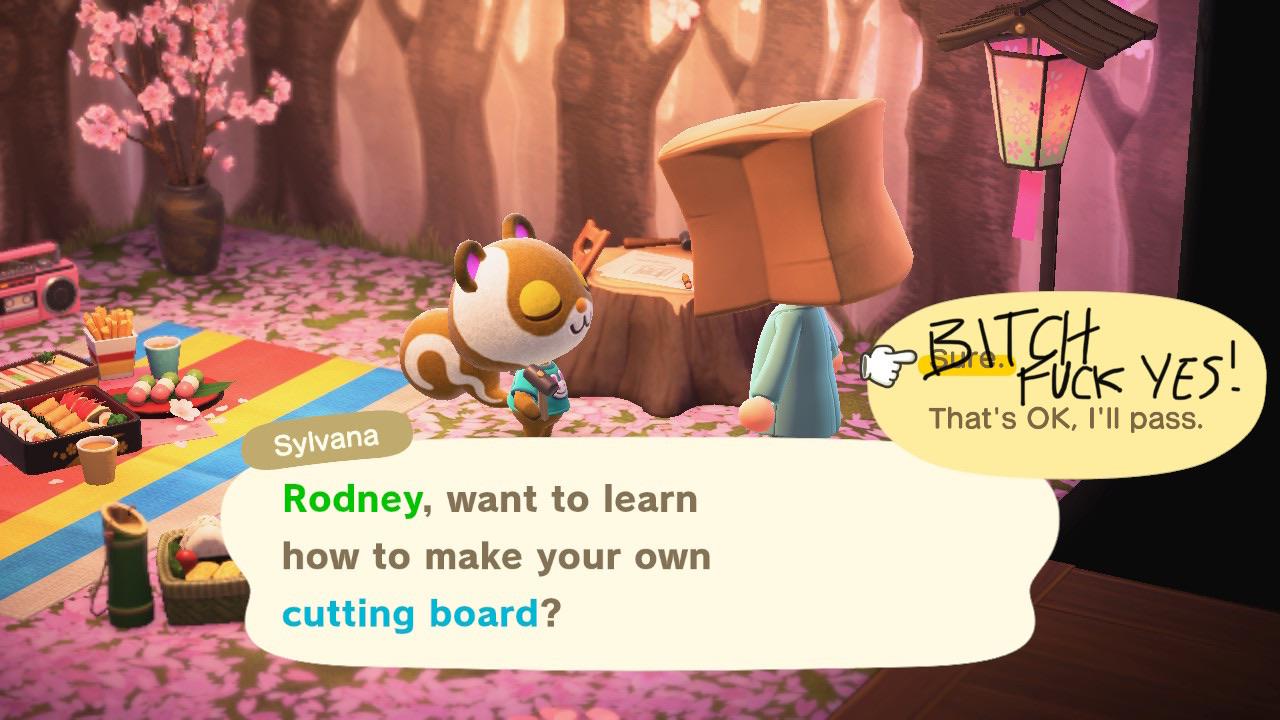 BITCH
Sure.
FUCK YES!
That's OK, I'll pass.
Sylvana
Rodney, want to learn
how to make your own
cutting board?